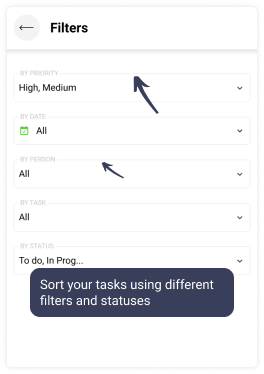 Filters
BY PRIORITY
High, Medium
BY DATE
All
BY PERSON
All
BY TASK
All
BY STATUS
To do, In Prog...
Sort your tasks using different
filters and statuses